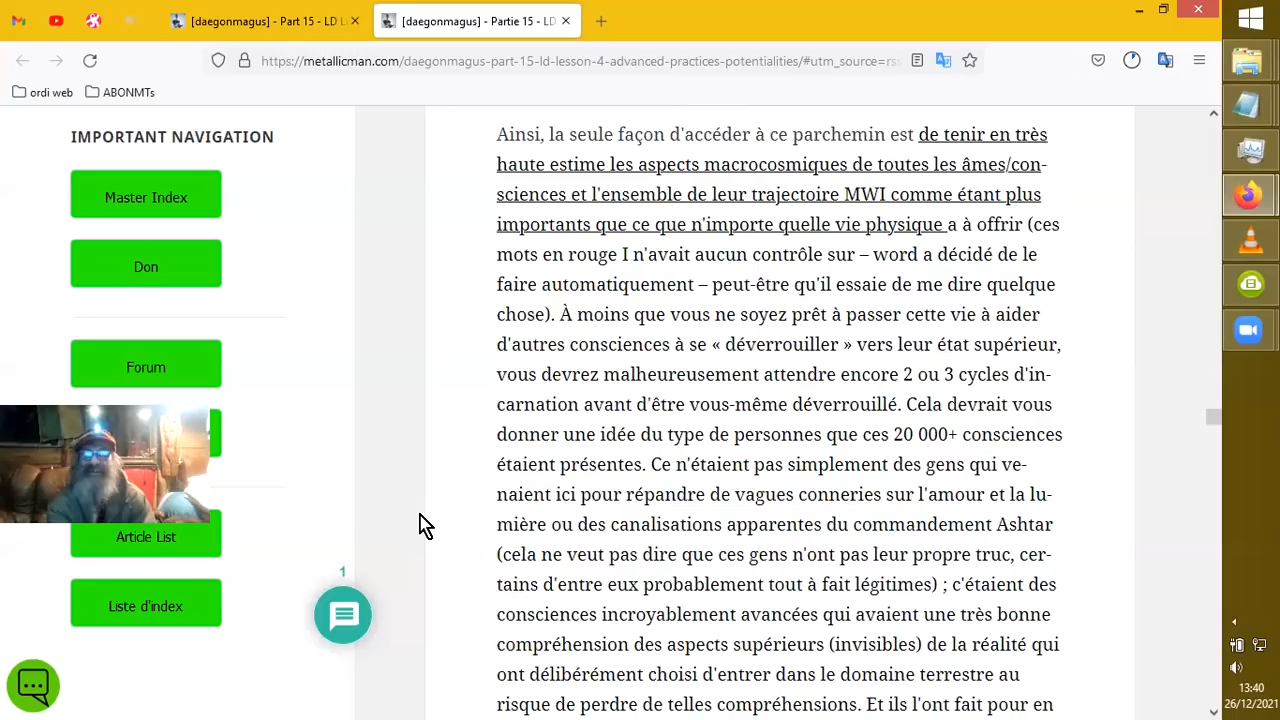 [daegonmagus] - Part 15 - LD L
[daegonmagus] - Partie 15 - LD
https://metallicman.com/daegonmagus-part-15-ld-lesson-4-advanced-practices-potentialities/#utm_source=rss
ordi web
ABONMTs
IMPORTANT NAVIGATION
Master Index
Don
Forum
Article List
Liste d'index
1
Ainsi, la seule façon d'accéder à ce parchemin est de tenir en très
haute estime les aspects macrocosmiques de toutes les âmes/con-
sciences et l'ensemble de leur trajectoire MWI comme étant plus
importants que ce que n'importe quelle vie physique a à offrir (ces
mots en rouge I n'avait aucun contrôle sur – word a décidé de le
faire automatiquement – peut-être qu'il essaie de me dire quelque
chose). À moins que vous ne soyez prêt à passer cette vie à aider
d'autres consciences à se « déverrouiller » vers leur état supérieur,
vous devrez malheureusement attendre encore 2 ou 3 cycles d'in-
carnation avant d'être vous-même déverrouillé. Cela devrait vous
donner une idée du type de personnes que ces 20 000+ consciences
étaient présentes. Ce n'étaient pas simplement des gens qui ve-
naient ici pour répandre de vagues conneries sur l'amour et la lu-
mière ou des canalisations apparentes du commandement Ashtar
(cela ne veut pas dire que ces gens n'ont pas leur propre truc, cer-
tains d'entre eux probablement tout à fait légitimes) ; c'étaient des
consciences incroyablement avancées qui avaient une très bonne
compréhension des aspects supérieurs (invisibles) de la réalité qui
ont délibérément choisi d'entrer dans le domaine terrestre au
risque de perdre de telles compréhensions. Et ils l'ont fait pour en
13:40
26/12/2021